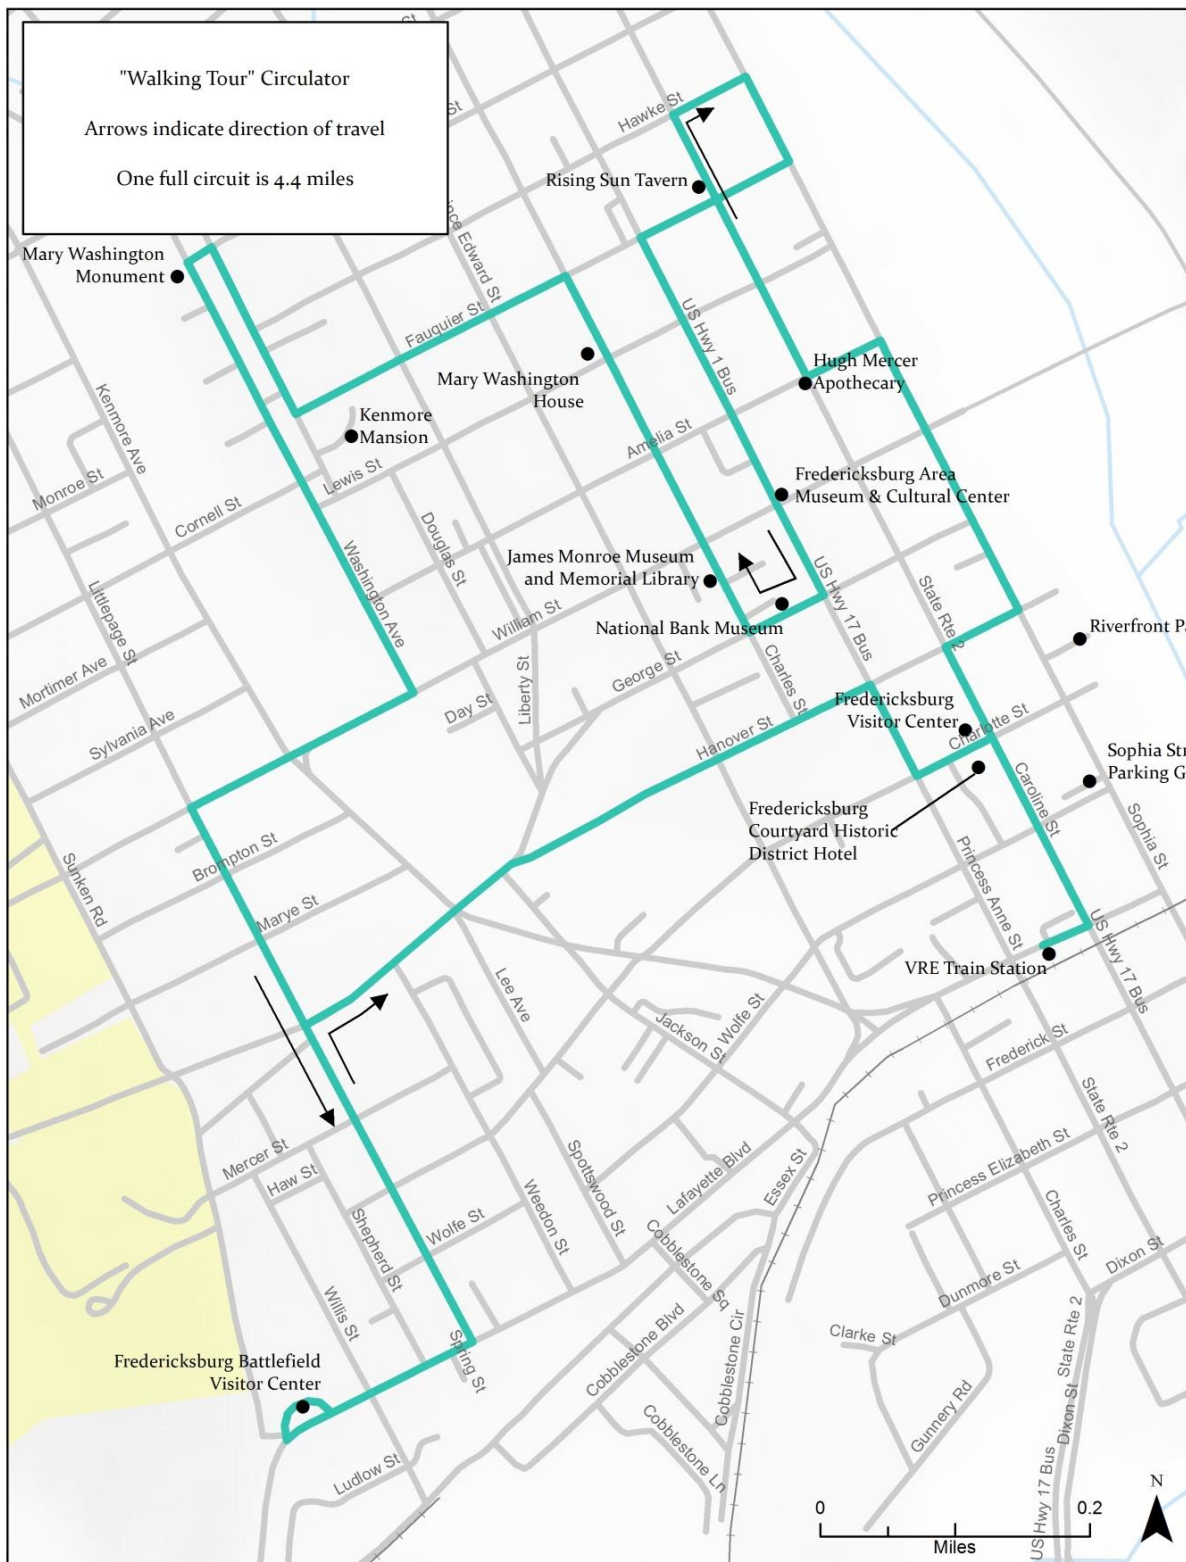 "Walking Tour" Circulator
Arrows indicate direction of travel
One full circuit is 4.4 miles
Hawke St
Rising Sun Tavern
Mary Washington
Monument
Edward St
Fauquier St
US Hwy 1 Bus
Mary Washington
House
Hugh Mercer
Apothecary
Kenmore Ave
Kenmore
Mansion
Amelia St
Lewis St
Monroe St
Cornell St
Fredericksburg Area
Museum & Cultural Center
Douglas St
Washington Ave
James Monroe Museum
and Memorial Library
William St
National Bank Museum
US Hwy 17 Bus
State Rte 2
Littlepage St
Mortimer Ave
Sylvania Ave
Liberty St
Day St
George St
Charles St
Hanover St
Riverfront
Fredericksburg
Visitor Center
Charlotte St
Sophia
Parking
Fredericksburg
Courtyard Historic
District Hotel
Caroline St
Sophia St
Princess Anne St
Sunken Rd
Brompton St
Marye St
VRE Train Station
US Hwy 17 Bus
Lee Ave
Jackson St
Wolfe St
Frederick St
State Rte 2
Mercer St
Haw St
Shepherd St
Wolfe St
Weedon St
Spottswood St
Lafayette Blvd
Essex St
Princess Elizabeth St
Charles St
Dixon St
Dunmore St
Cobblestone Sq
Cobblestone Blvd
Cobblestone Cir
Clarke St
Willis St
Spring St
Fredericksburg Battlefield
Visitor Center
Ludlow St
Cobblestone Ln
Gunnery Rd
State Rte 2
Dixon St
US Hwy 17 Bus
N
0
0.2
Miles